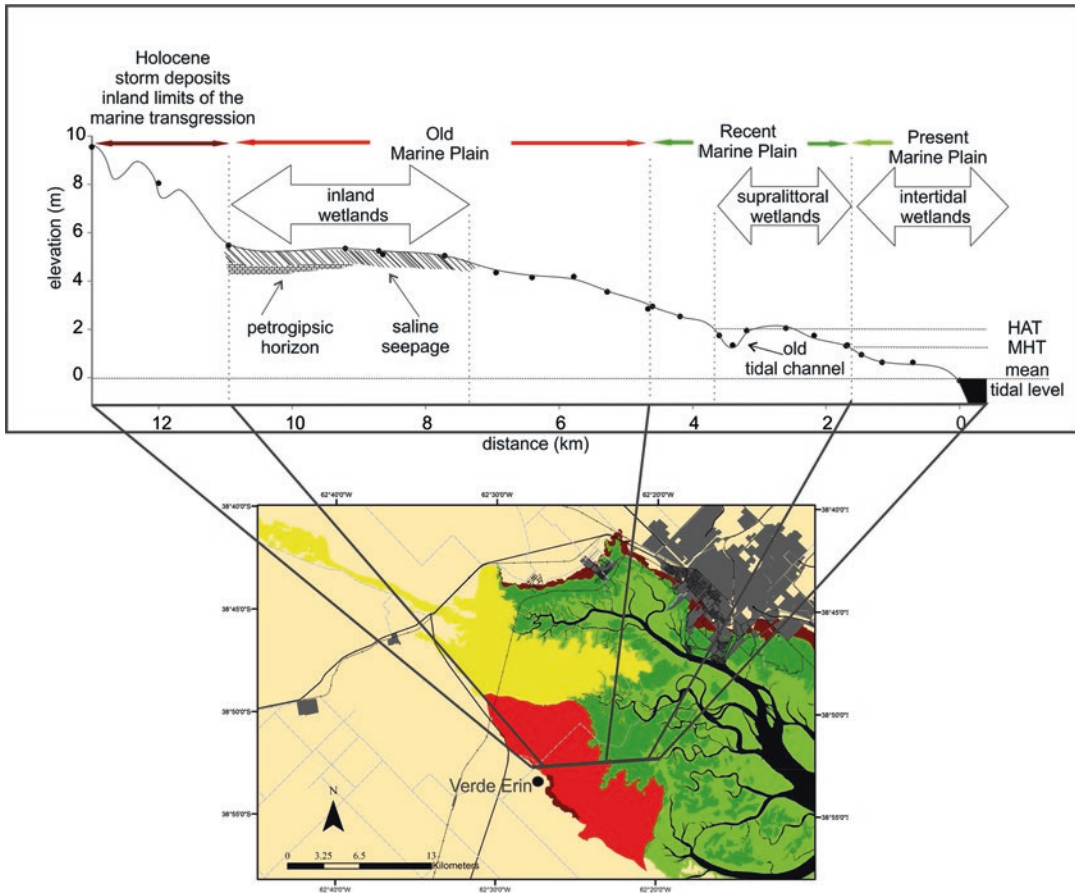 Holocene
storm deposits
inland limits of the
marine transgression
Old
Marine Plain
Recent
Marine Plain
Present
Marine Plain
inland
wetlands
supralittoral
wetlands
intertidal
wetlands
elevation (m)
10
8
6
4
2
0
petrogipsic
horizon
saline
seepage
old
tidal channel
HAT
MHT
mean
tidal level
12
10
8
6
4
2
0
distance (km)
62°40'0"W
62°30'0"W
62°20'0"W
38°40'0"S
38°45'0"S
38°50'0"S
38°55'0"S
38°40'0"S
38°45'0"S
38°50'0"S
38°55'0"S
Verde Erin
N
0 3.25 6.5 13
Kilometers
62°40'0"W
62°30'0"W
62°20'0"W